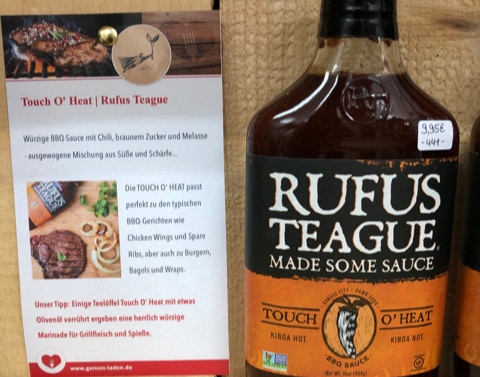 Touch O' Heat | Rufus Teague
Würzige BBQ-Sauce mit Chili, braunem Zucker und Melasse
- ausgewogene Mischung aus Süße und Schärfe...
Die TOUCH O' HEAT passt
perfekt zu den typischen
BBQ-Gerichten wie
Chicken Wings und Spare
Ribs, aber auch zu Burgern,
Bagels und Wraps.
Unser Tipp: Einige Teelöffel Touch O' Heat mit etwas
Olivenöl verrührt ergeben eine herrlich würzige
Marinade für Grillfleisch und Spieße.
www.genuss-laden.de
9,95€
-441-
RUFUS
TEAGUE
MADE SOME SAUCE
KANSAS CITY
TOUCH O' HEAT
KINDA HOT. KINDA NOT.
BBQ SAUCE